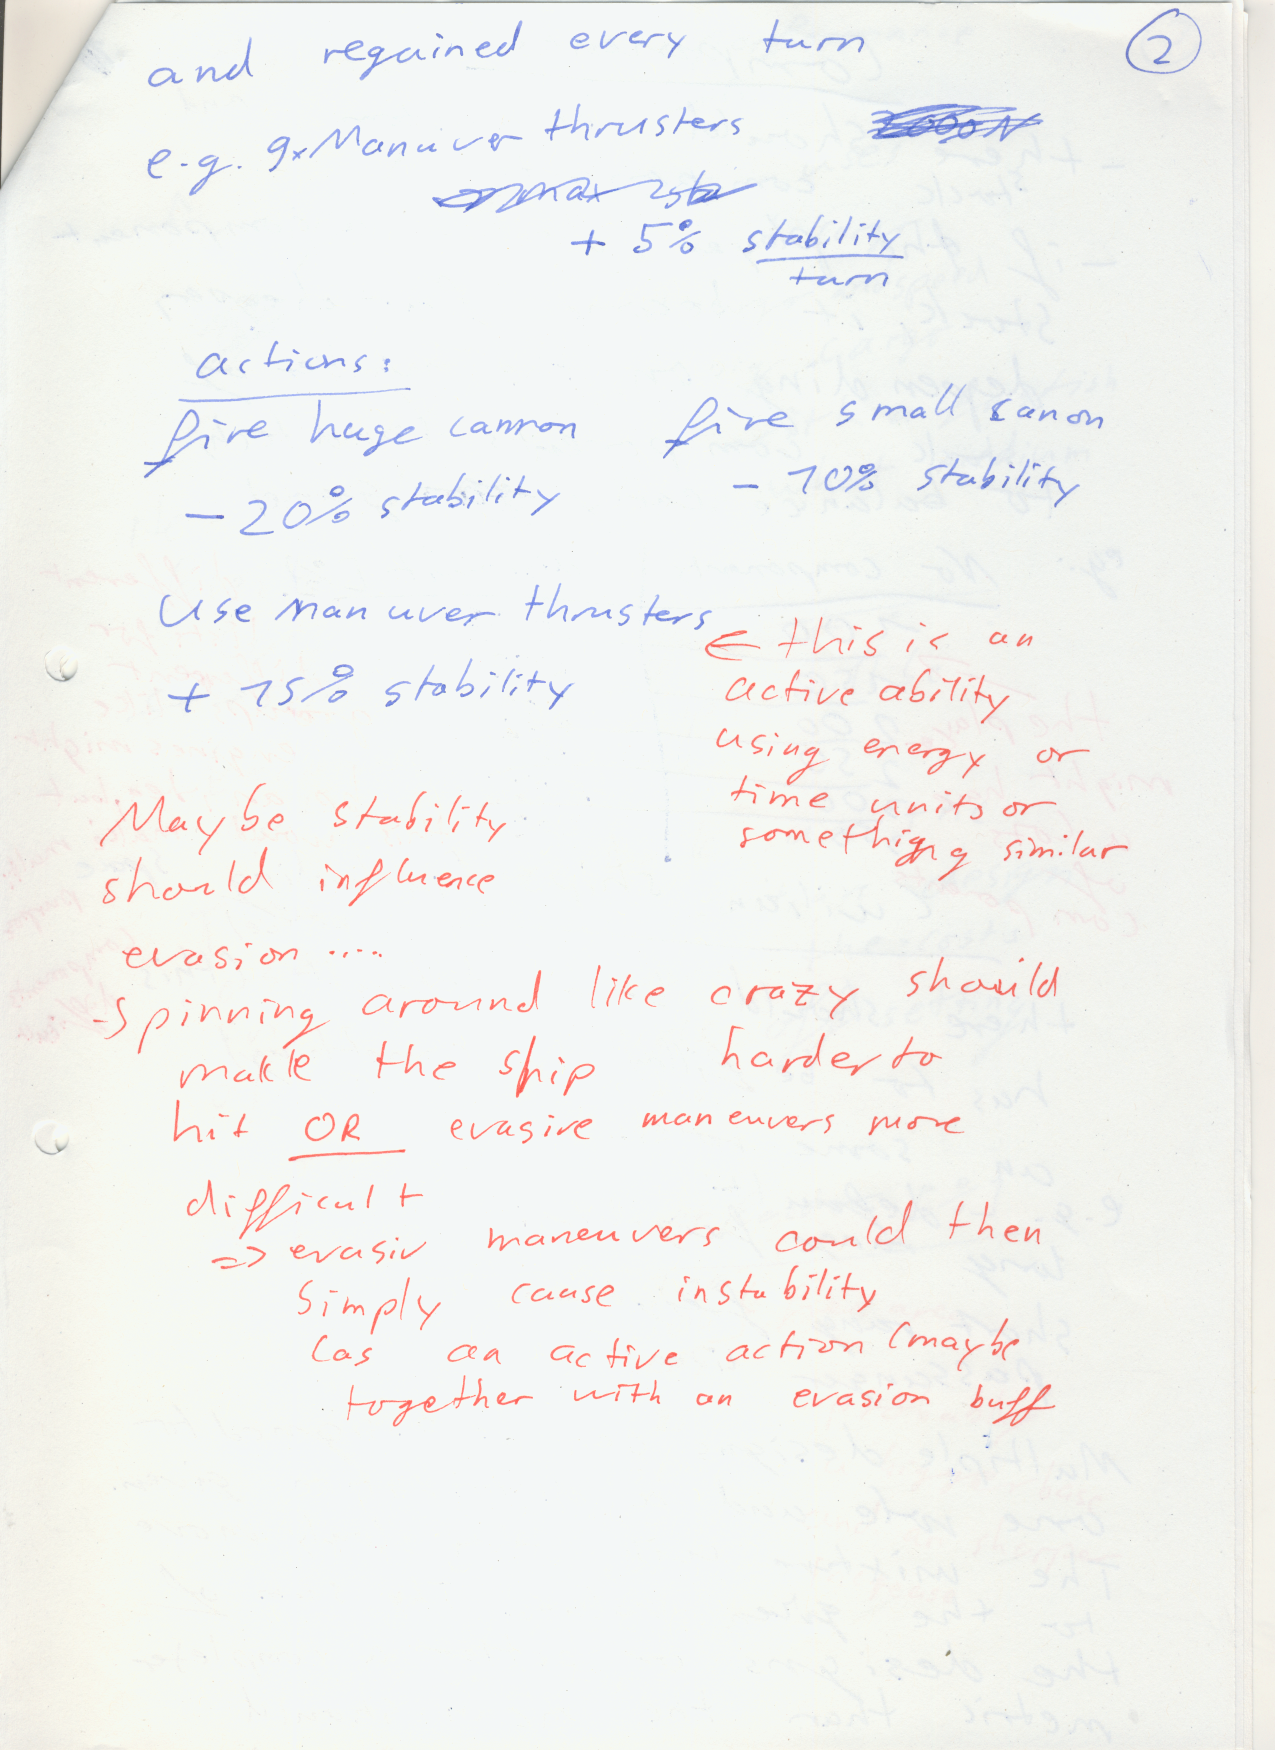 2
and regained every turn
e.g. 9x Manuver thrusters
+ 5% stability
turn
actions:
fire huge cannon
- 20% stability
fire small canon
- 10% stability
Use Manuver thrusters
+ 15% stability
← this is an
active ability
using energy or
time units or
something similar
Maybe stability
should influence
evasion ....
- Spinning around like crazy should
make the ship harder to
hit OR evasive maneuvers more
difficult
=> evasiv maneuvers could then
simply cause instability
(as an active action (maybe
together with an evasion buff